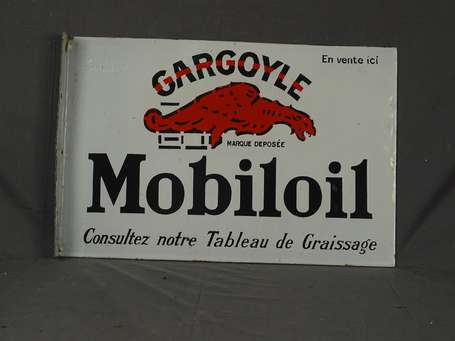 En vente ici
GARGOYLE
MARQUE DEPOSÉE
Mobiloil
Consultez notre Tableau de Graissage